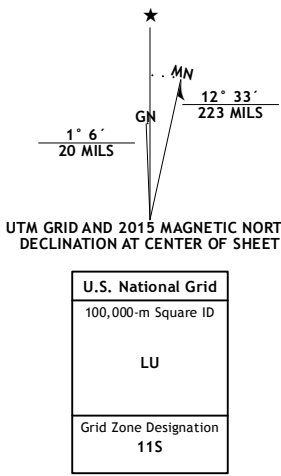 ★
MN
GN
12° 33´
223 MILS
1° 6´
20 MILS
UTM GRID AND 2015 MAGNETIC NORT
DECLINATION AT CENTER OF SHEET
U.S. National Grid
100,000-m Square ID
LU
Grid Zone Designation
11S